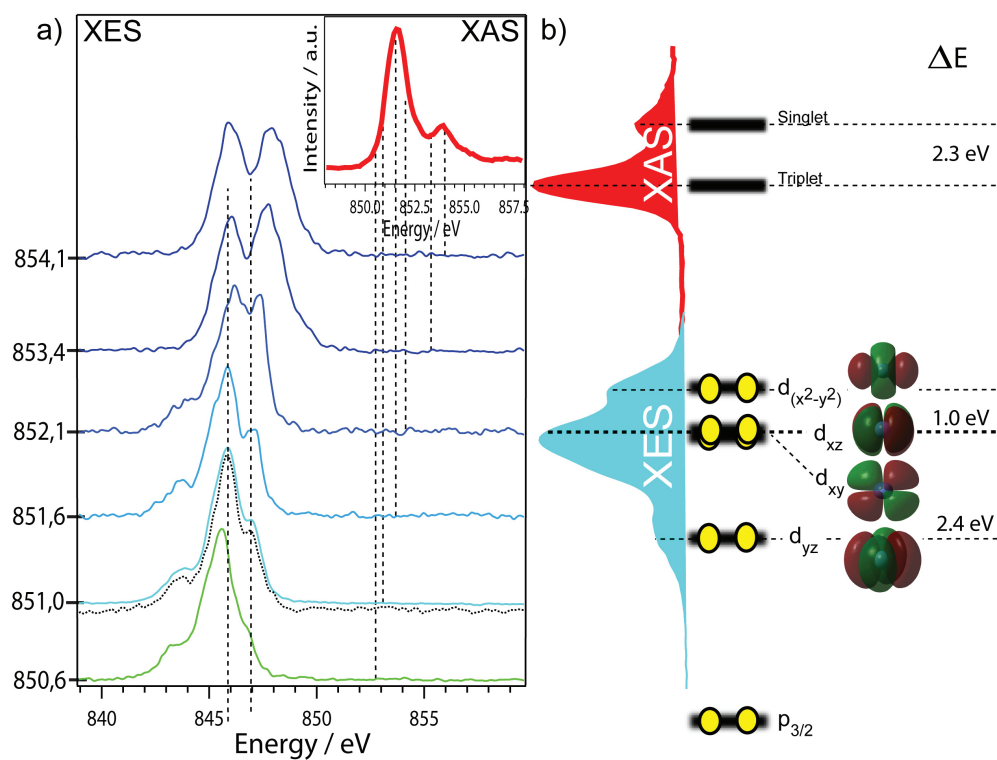 a) XES
XAS
Intensity / a.u.
850.0 852.5 855.0 857.5
Energy / eV
854,1
853,4
852,1
851,6
851,0
850,6
840 845 850 855
Energy / eV
b)
ΔE
XAS
Singlet
2.3 eV
Triplet
XES
d(x²-y²)
1.0 eV
dxz
dxy
2.4 eV
dyz
p3/2